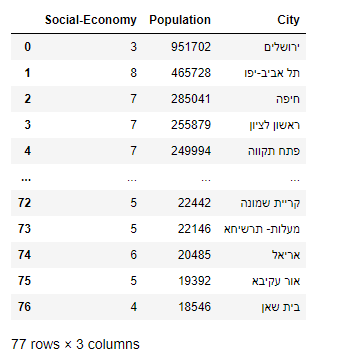 Social-Economy Population City
0 3 951702 ירושלים
1 8 465728 תל אביב-יפו
2 7 285041 חיפה
3 7 255879 ראשון לציון
4 7 249994 פתח תקווה
... ... ... ...
72 5 22442 קריית שמונה
73 5 22146 מעלות- תרשיחא
74 6 20485 אריאל
75 5 19392 אור עקיבא
76 4 18546 בית שאן
77 rows × 3 columns